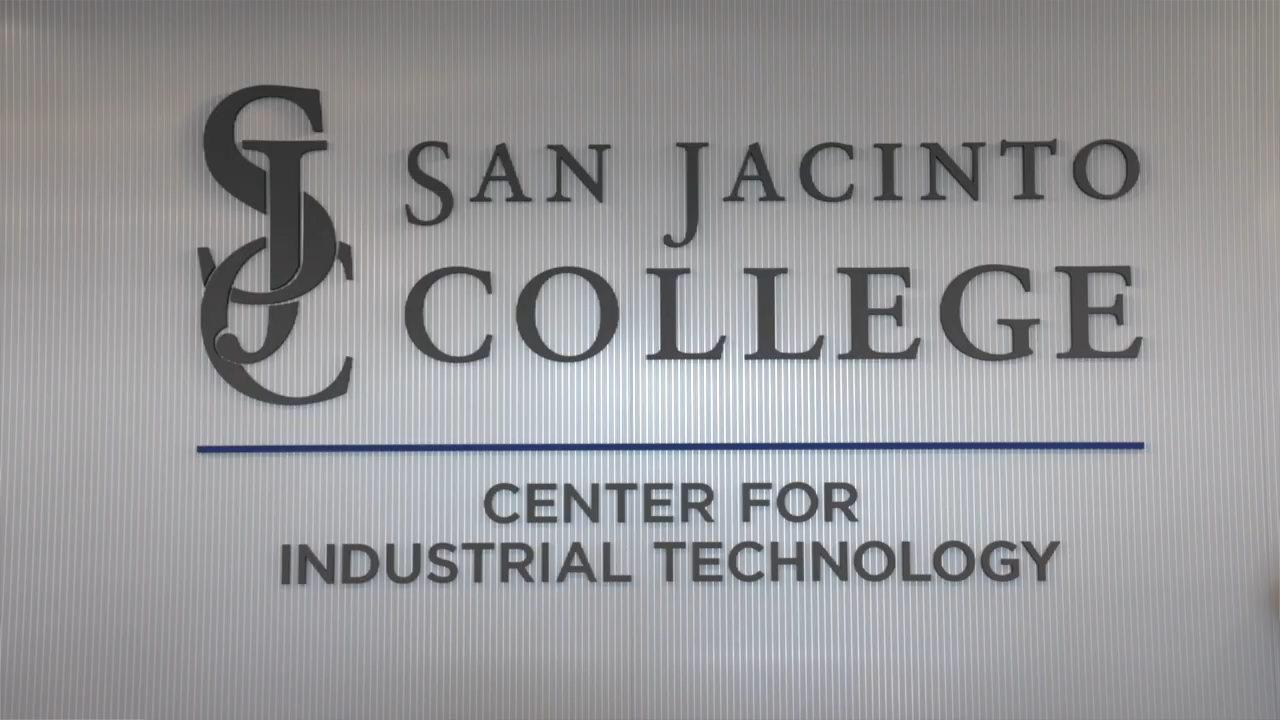 SJC
SAN JACINTO
COLLEGE
CENTER FOR
INDUSTRIAL TECHNOLOGY